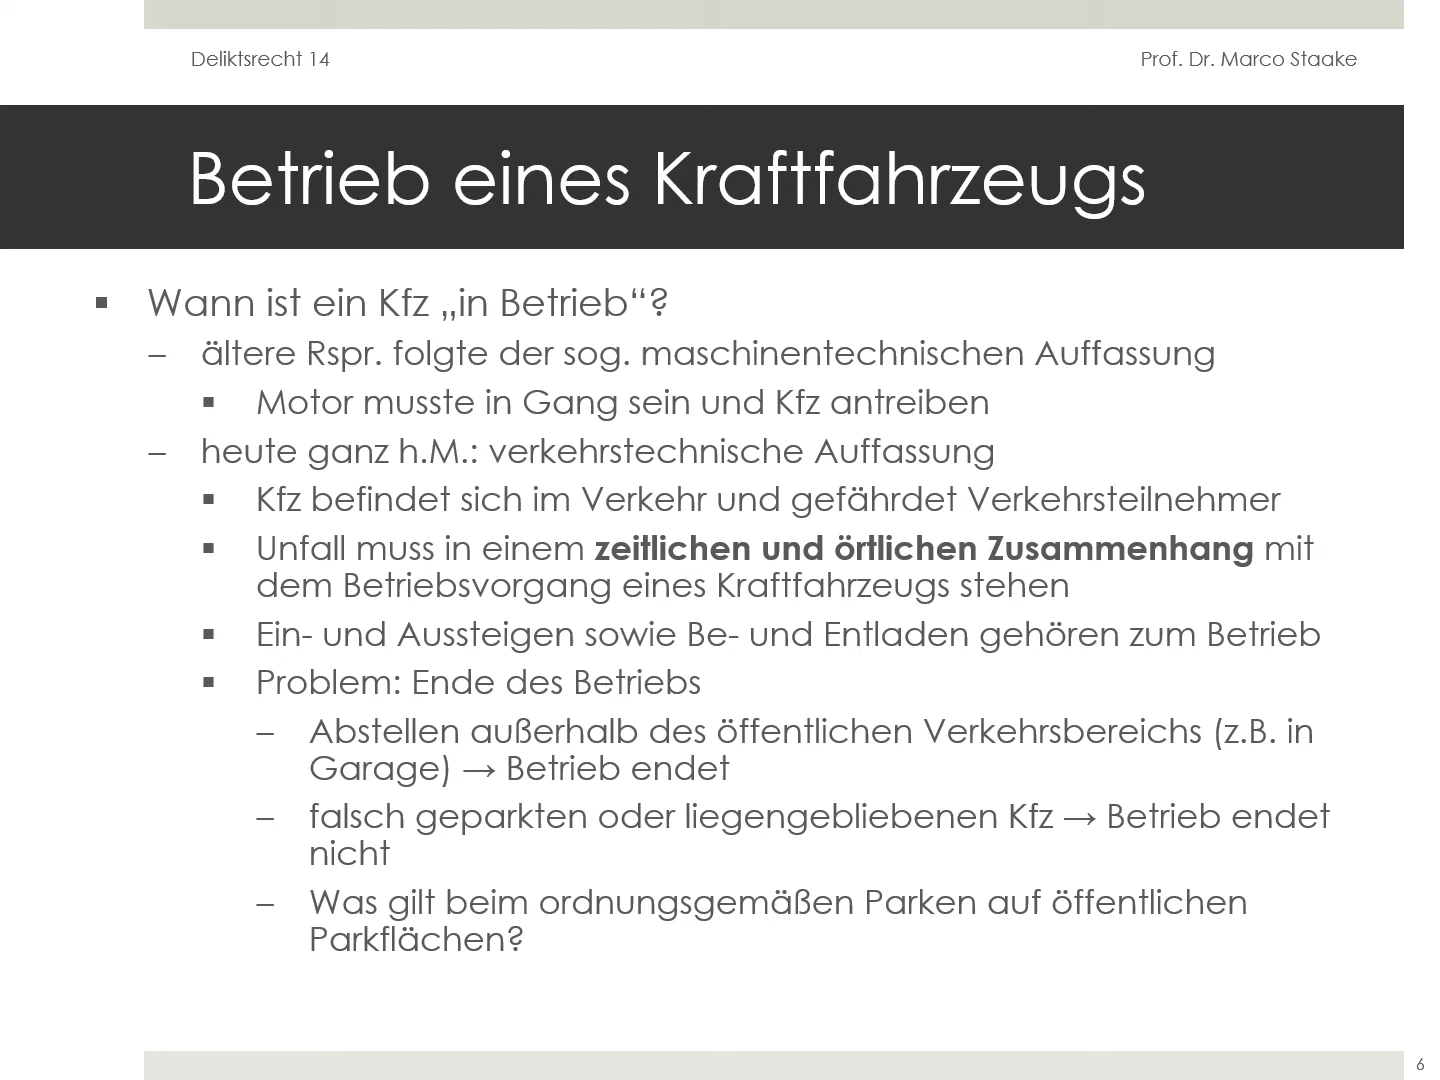 Deliktsrecht 14
Prof. Dr. Marco Staake
Betrieb eines Kraftfahrzeugs
▪ Wann ist ein Kfz „in Betrieb“?
– ältere Rspr. folgte der sog. maschinentechnischen Auffassung
▪ Motor musste in Gang sein und Kfz antreiben
– heute ganz h.M.: verkehrstechnische Auffassung
▪ Kfz befindet sich im Verkehr und gefährdet Verkehrsteilnehmer
▪ Unfall muss in einem zeitlichen und örtlichen Zusammenhang mit
dem Betriebsvorgang eines Kraftfahrzeugs stehen
▪ Ein- und Aussteigen sowie Be- und Entladen gehören zum Betrieb
▪ Problem: Ende des Betriebs
– Abstellen außerhalb des öffentlichen Verkehrsbereichs (z.B. in
Garage) → Betrieb endet
– falsch geparkten oder liegengebliebenen Kfz → Betrieb endet
nicht
– Was gilt beim ordnungsgemäßen Parken auf öffentlichen
Parkflächen?
6